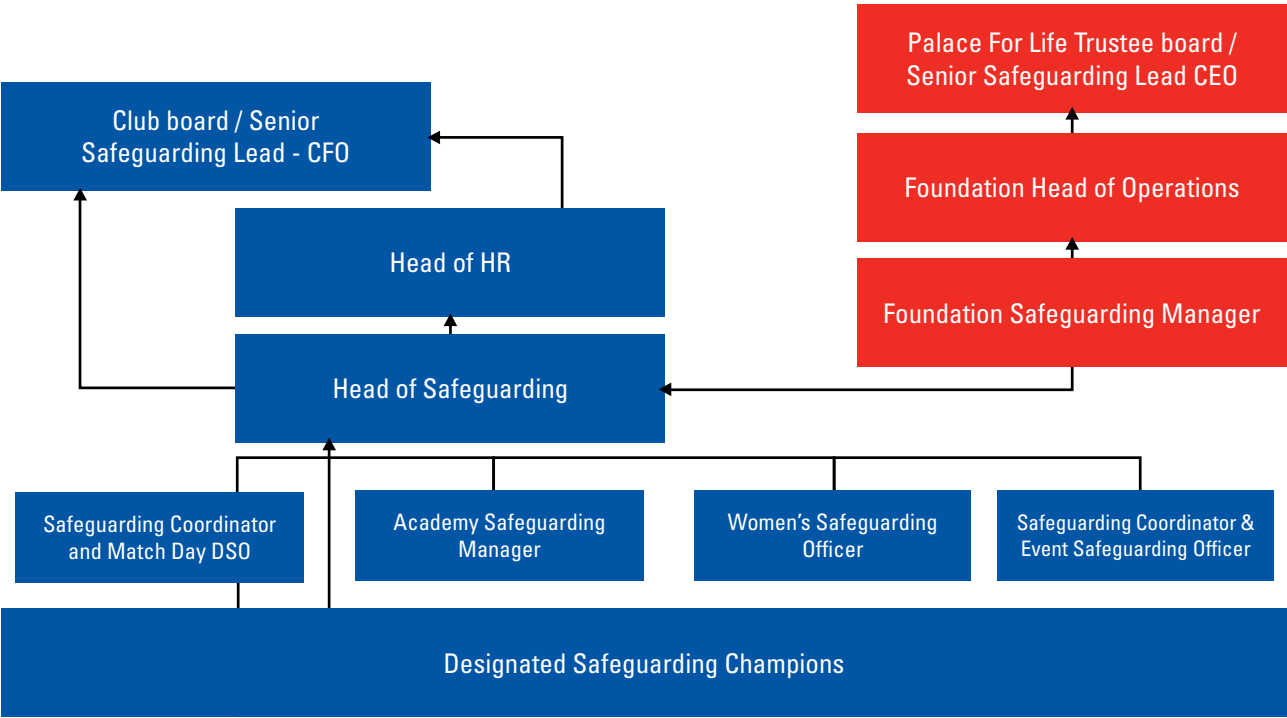 Palace For Life Trustee board /
Senior Safeguarding Lead CEO
Club board / Senior
Safeguarding Lead - CFO
Foundation Head of Operations
Head of HR
Foundation Safeguarding Manager
Head of Safeguarding
Safeguarding Coordinator
and Match Day DSO
Academy Safeguarding
Manager
Women’s Safeguarding
Officer
Safeguarding Coordinator &
Event Safeguarding Officer
Designated Safeguarding Champions